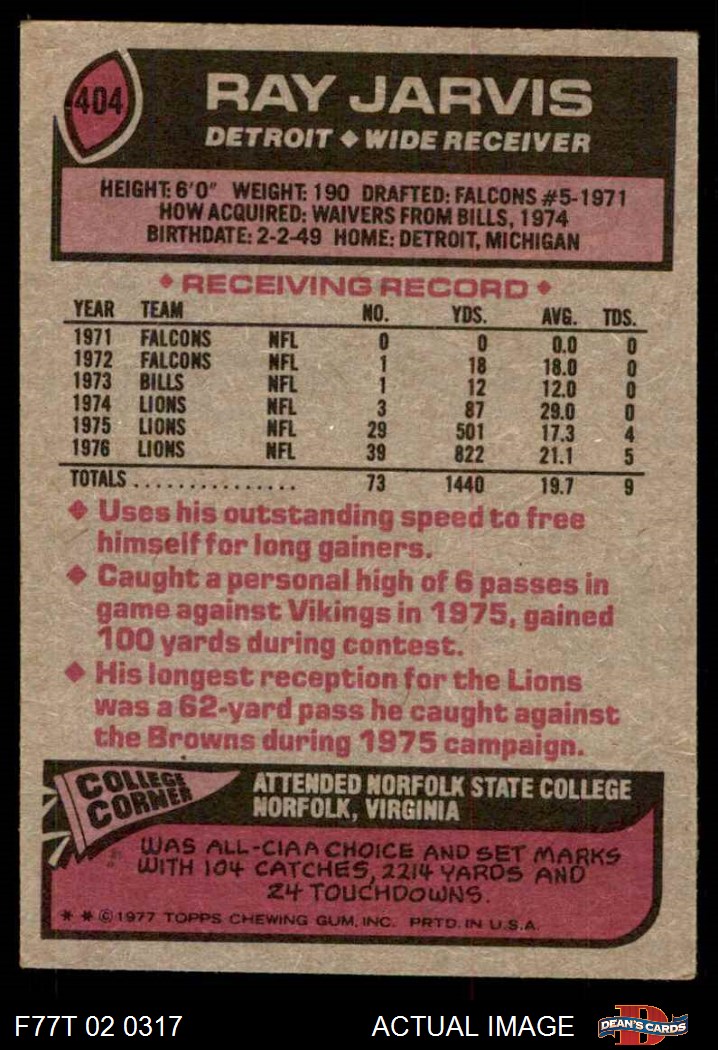 404
RAY JARVIS
DETROIT ◆ WIDE RECEIVER
HEIGHT: 6'0" WEIGHT: 190 DRAFTED: FALCONS #5-1971
HOW ACQUIRED: WAIVERS FROM BILLS, 1974
BIRTHDATE: 2-2-49 HOME: DETROIT, MICHIGAN
◆ RECEIVING RECORD ◆
YEAR TEAM NO. YDS. AVG. TDS.
1971 FALCONS NFL 0 0 0.0 0
1972 FALCONS NFL 1 18 18.0 0
1973 BILLS NFL 1 12 12.0 0
1974 LIONS NFL 3 87 29.0 0
1975 LIONS NFL 29 501 17.3 4
1976 LIONS NFL 39 822 21.1 5
TOTALS ............... 73 1440 19.7 9
◆ Uses his outstanding speed to free
himself for long gainers.
◆ Caught a personal high of 6 passes in
game against Vikings in 1975, gained
100 yards during contest.
◆ His longest reception for the Lions
was a 62-yard pass he caught against
the Browns during 1975 campaign.
COLLEGE
CORNER
ATTENDED NORFOLK STATE COLLEGE
NORFOLK, VIRGINIA
WAS ALL-CIAA CHOICE AND SET MARKS
WITH 104 CATCHES, 2214 YARDS AND
24 TOUCHDOWNS.
* * © 1977 TOPPS CHEWING GUM, INC. PRTD. IN U.S.A.
F77T 02 0317 ACTUAL IMAGE D DEAN'S CARDS